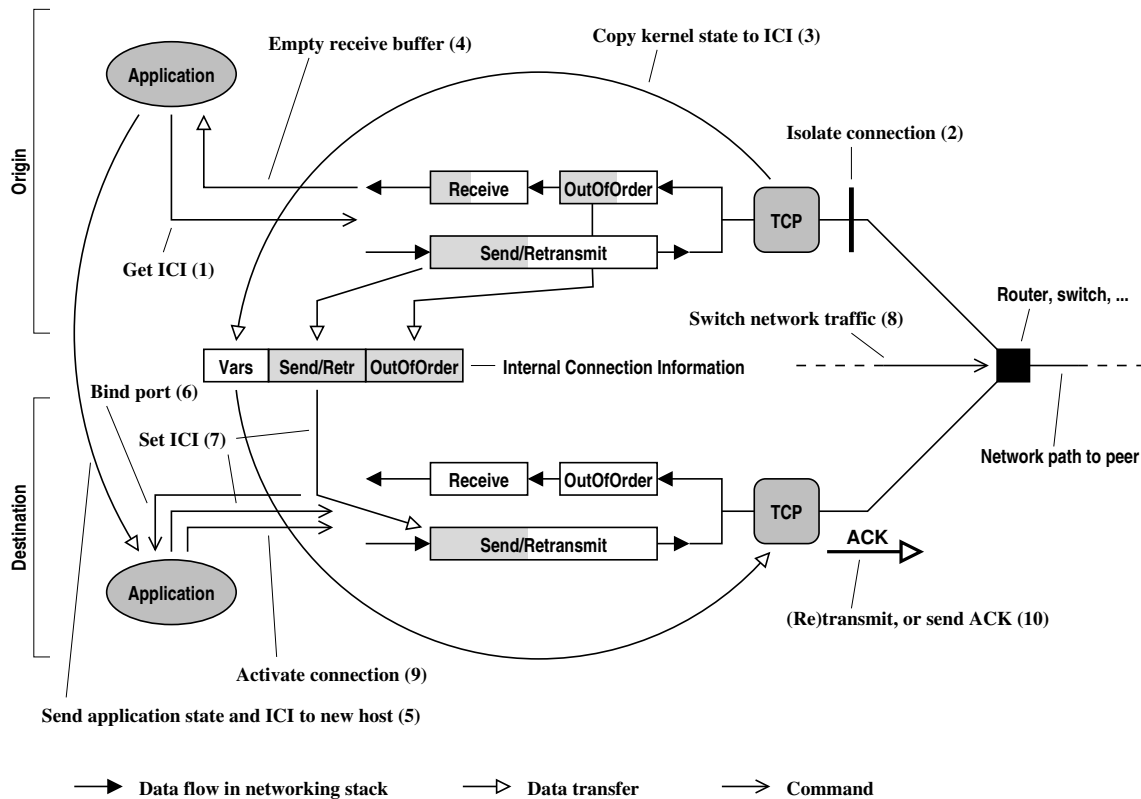 Empty receive buffer (4)
Copy kernel state to ICI (3)
Application
Isolate connection (2)
Origin
Receive
OutOfOrder
TCP
Send/Retransmit
Get ICI (1)
Router, switch, ...
Switch network traffic (8)
Vars
Send/Retr
OutOfOrder
Internal Connection Information
Bind port (6)
Set ICI (7)
Network path to peer
Destination
Receive
OutOfOrder
TCP
Send/Retransmit
ACK
Application
(Re)transmit, or send ACK (10)
Activate connection (9)
Send application state and ICI to new host (5)
Data flow in networking stack
Data transfer
Command